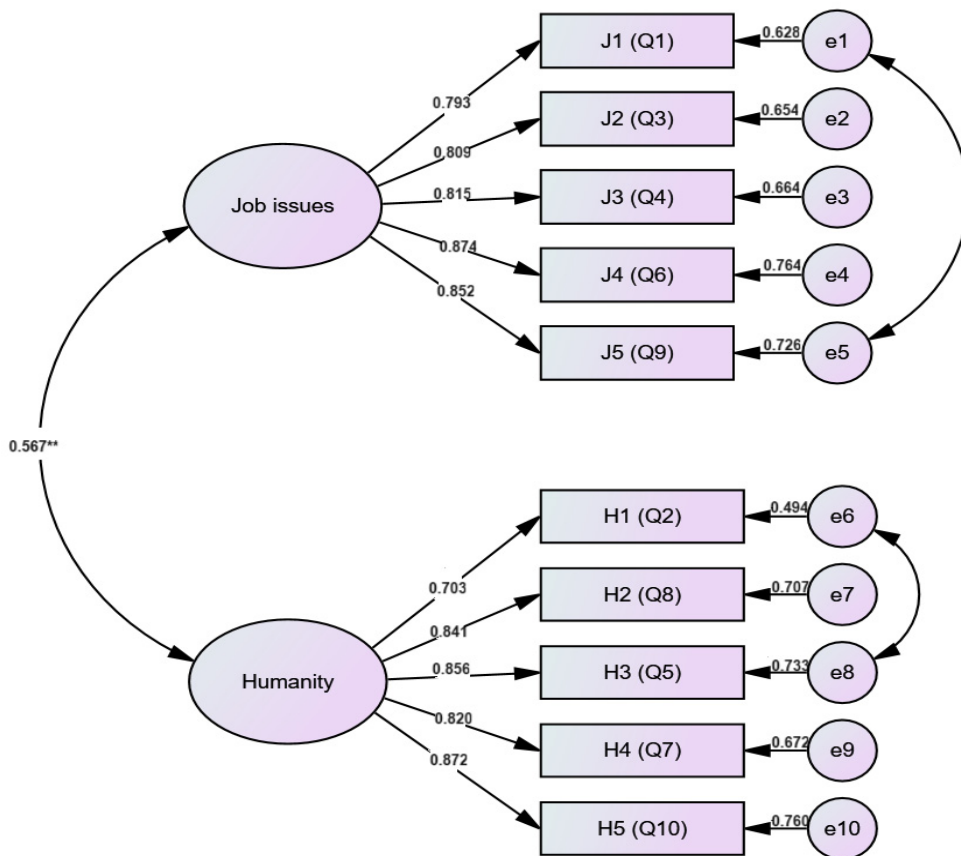 J1 (Q1)
0.628
e1
0.793
J2 (Q3)
0.654
e2
0.809
Job issues
0.815
J3 (Q4)
0.664
e3
0.874
J4 (Q6)
0.764
e4
0.852
J5 (Q9)
0.726
e5
0.567**
H1 (Q2)
0.494
e6
0.703
H2 (Q8)
0.707
e7
0.841
Humanity
0.856
H3 (Q5)
0.733
e8
0.820
H4 (Q7)
0.672
e9
0.872
H5 (Q10)
0.760
e10